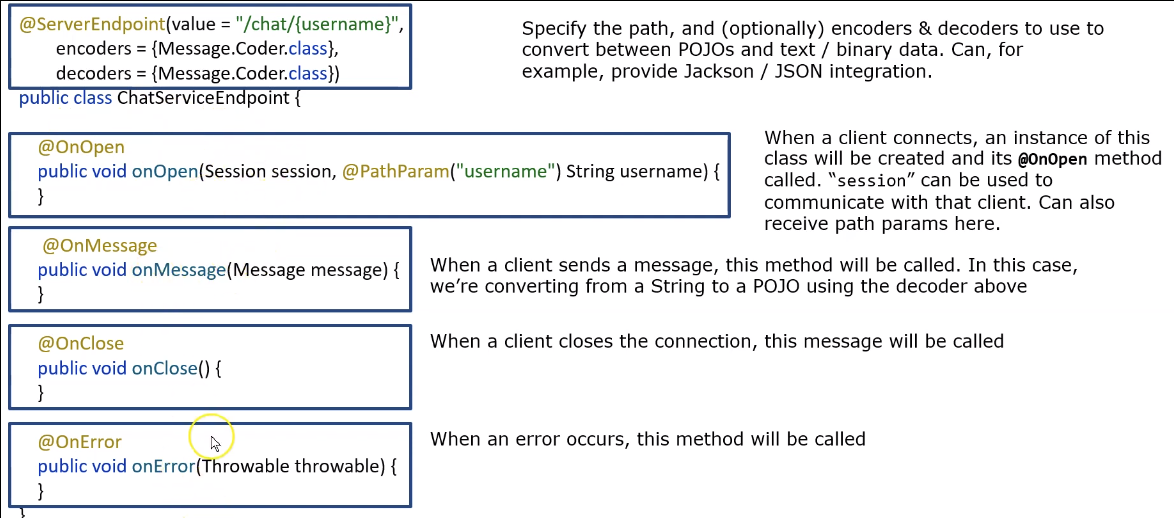 @ServerEndpoint(value = "/chat/{username}",
encoders = {Message.Coder.class},
decoders = {Message.Coder.class})
public class ChatServiceEndpoint {
Specify the path, and (optionally) encoders & decoders to use to
convert between POJOs and text / binary data. Can, for
example, provide Jackson / JSON integration.
@OnOpen
public void onOpen(Session session, @PathParam("username") String username) {
}
When a client connects, an instance of this
class will be created and its @OnOpen method
called. “session” can be used to
communicate with that client. Can also
receive path params here.
@OnMessage
public void onMessage(Message message) {
}
When a client sends a message, this method will be called. In this case,
we’re converting from a String to a POJO using the decoder above
@OnClose
public void onClose() {
}
When a client closes the connection, this message will be called
@OnError
public void onError(Throwable throwable) {
}
When an error occurs, this method will be called
}